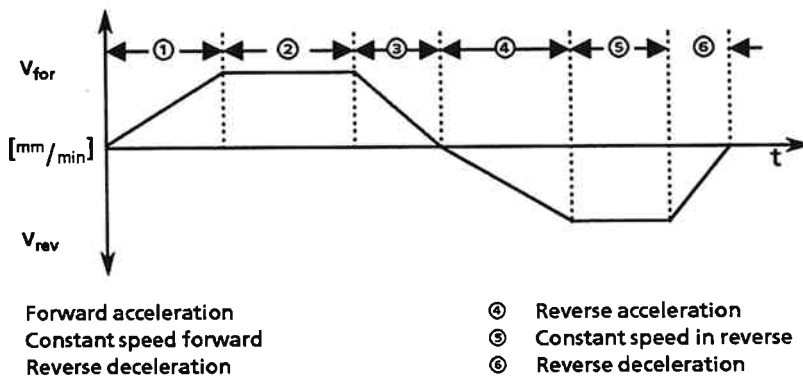 ① ② ③ ④ ⑤ ⑥
Vfor
[mm/min]
t
Vrev
Forward acceleration
Constant speed forward
Reverse deceleration
④ Reverse acceleration
⑤ Constant speed in reverse
⑥ Reverse deceleration